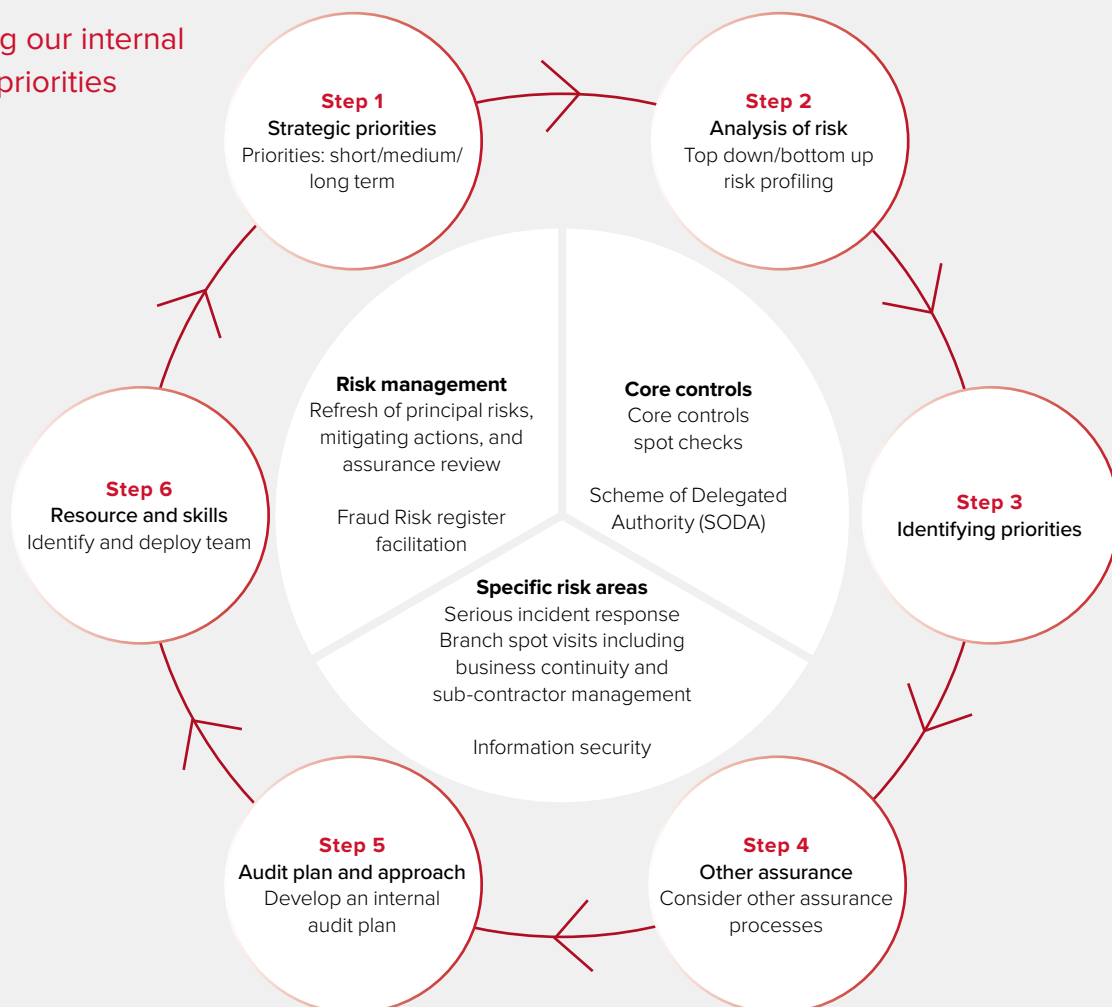 g our internal
priorities
Step 1
Strategic priorities
Priorities: short/medium/
long term
Step 2
Analysis of risk
Top down/bottom up
risk profiling
Step 3
Identifying priorities
Step 4
Other assurance
Consider other assurance
processes
Step 5
Audit plan and approach
Develop an internal
audit plan
Step 6
Resource and skills
Identify and deploy team
Risk management
Refresh of principal risks,
mitigating actions, and
assurance review
Fraud Risk register
facilitation
Core controls
Core controls
spot checks
Scheme of Delegated
Authority (SODA)
Specific risk areas
Serious incident response
Branch spot visits including
business continuity and
sub-contractor management
Information security